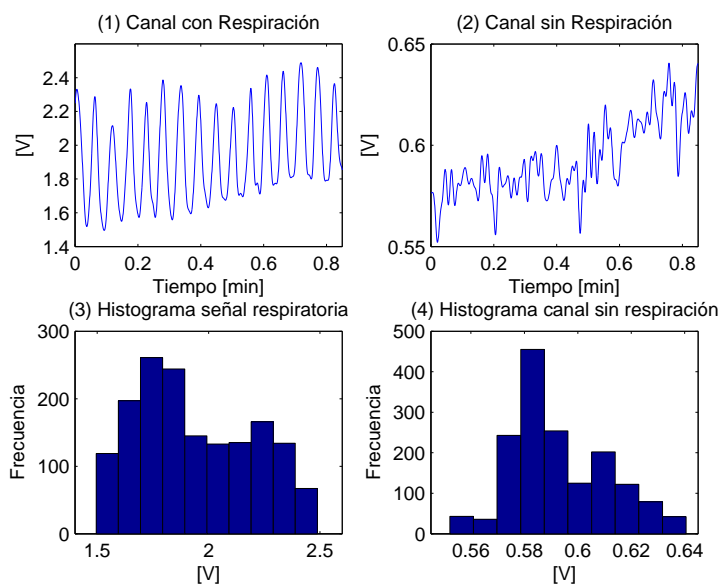 (1) Canal con Respiración
[V]
2.4
2.2
2
1.8
1.6
1.4
0 0.2 0.4 0.6 0.8
Tiempo [min]
(2) Canal sin Respiración
[V]
0.65
0.6
0.55
0 0.2 0.4 0.6 0.8
Tiempo [min]
(3) Histograma señal respiratoria
Frecuencia
300
200
100
0
1.5 2 2.5
[V]
(4) Histograma canal sin respiración
Frecuencia
500
400
300
200
100
0
0.56 0.58 0.6 0.62 0.64
[V]